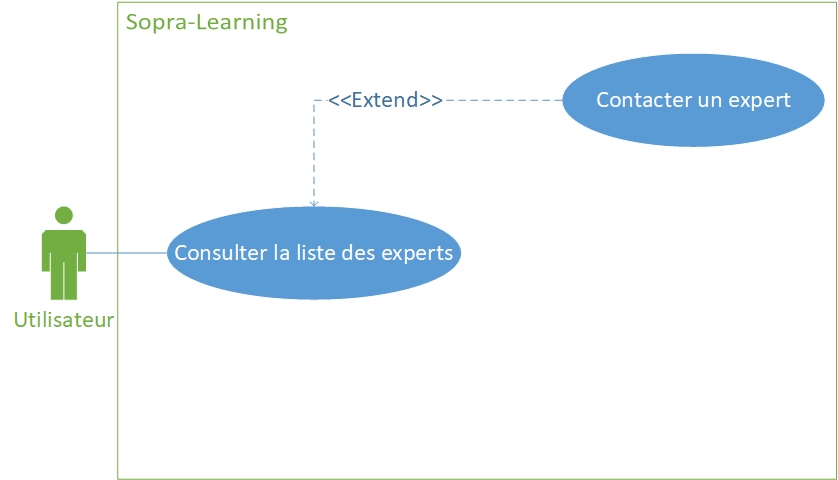 Sopra-Learning
<<Extend>>
Contacter un expert
Consulter la liste des experts
Utilisateur